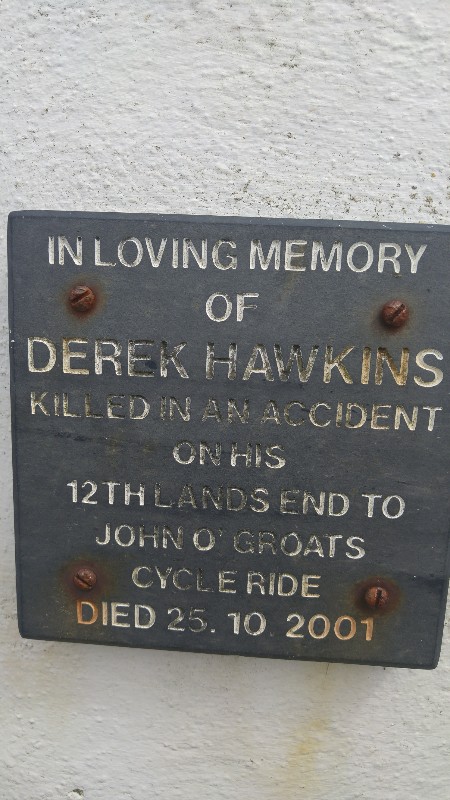 IN LOVING MEMORY
OF
DEREK HAWKINS
KILLED IN AN ACCIDENT
ON HIS
12TH LANDS END TO
JOHN O' GROATS
CYCLE RIDE
DIED 25. 10. 2001